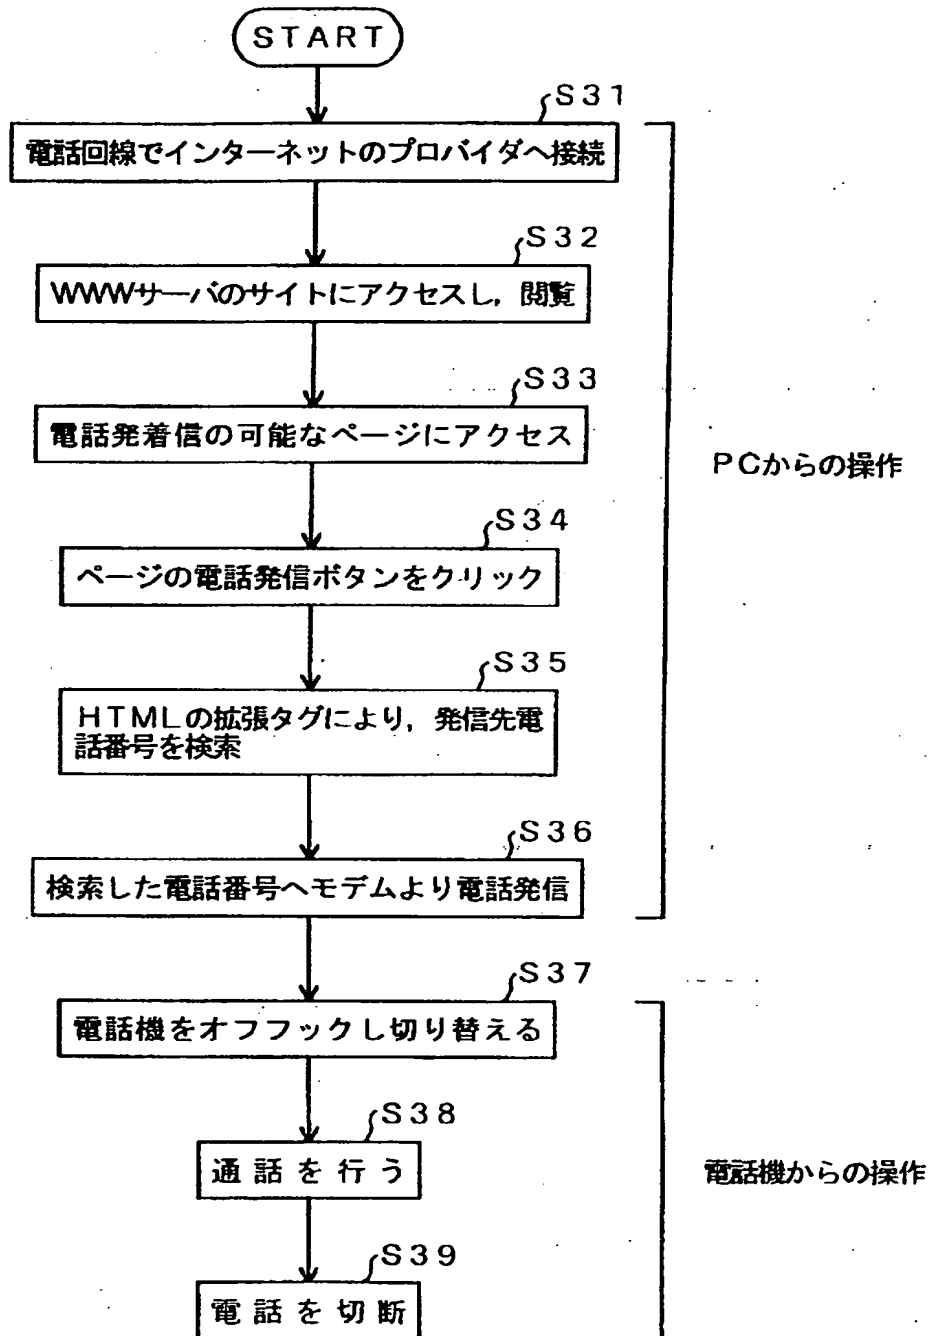 START
S31
電話回線でインターネットのプロバイダへ接続
S32
WWWサーバのサイトにアクセスし，閲覧
S33
電話発着信の可能なページにアクセス
PCからの操作
S34
ページの電話発信ボタンをクリック
S35
HTMLの拡張タグにより，発信先電
話番号を検索
S36
検索した電話番号へモデムより電話発信
S37
電話機をオフフックし切り替える
S38
通話を行う
電話機からの操作
S39
電話を切断